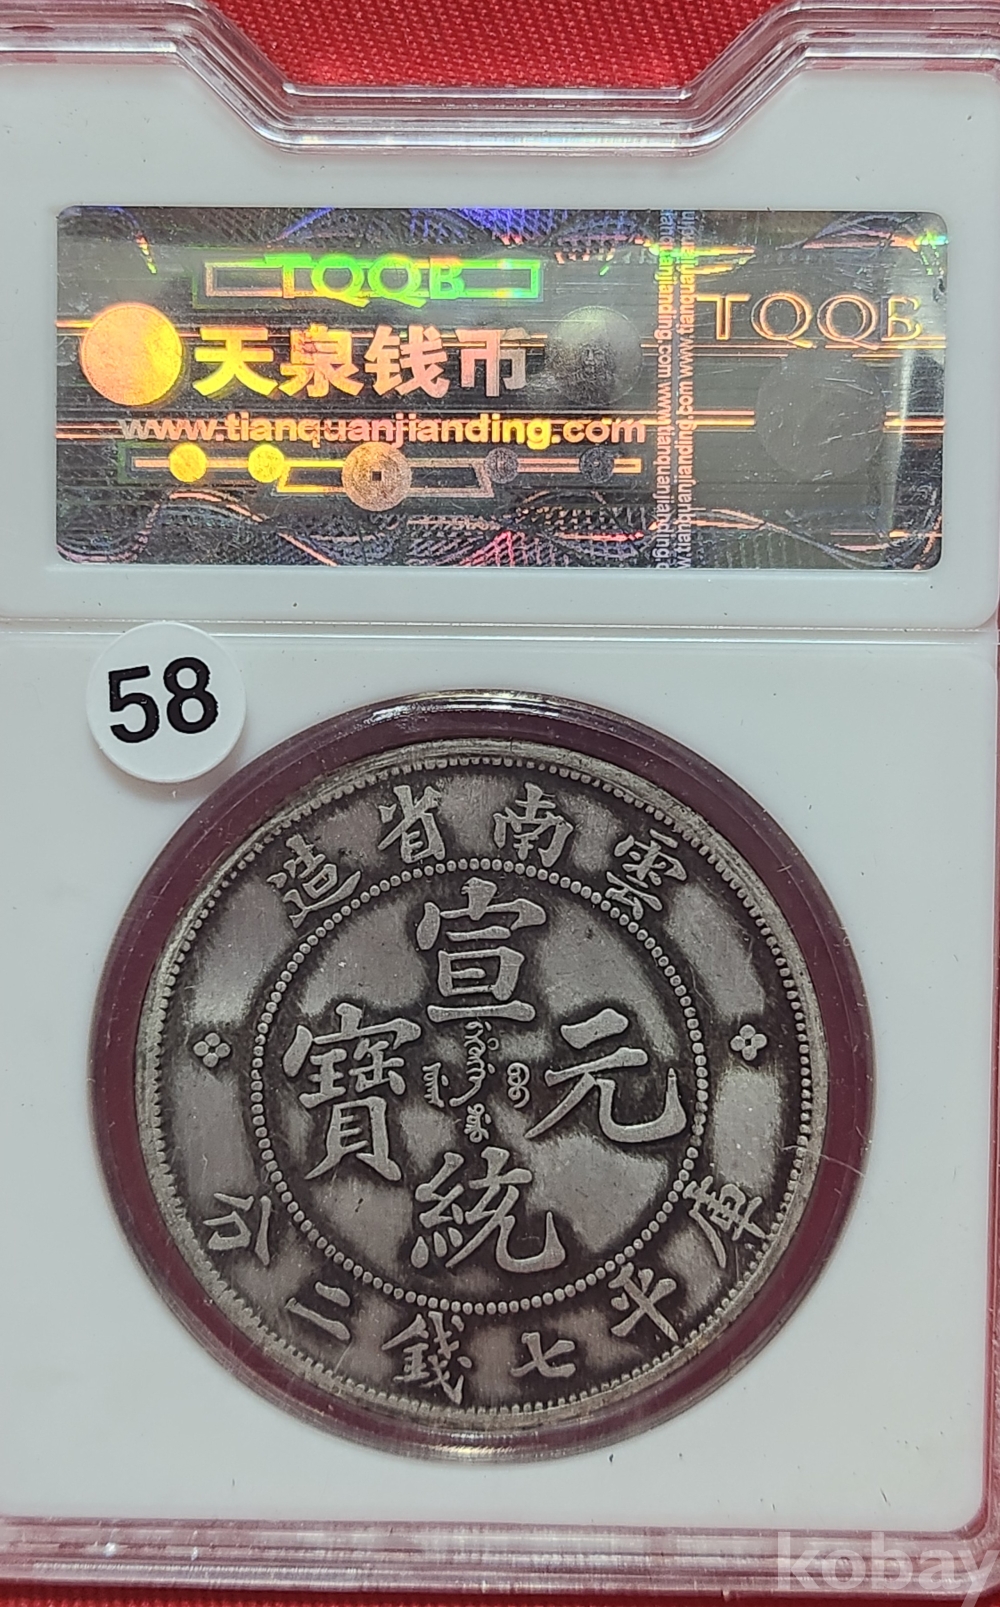 TQQB
天泉钱币
www.tianquanjianding.com
TQQB
58
造省南雲
宣統元寶
庫平七錢二分
kobay